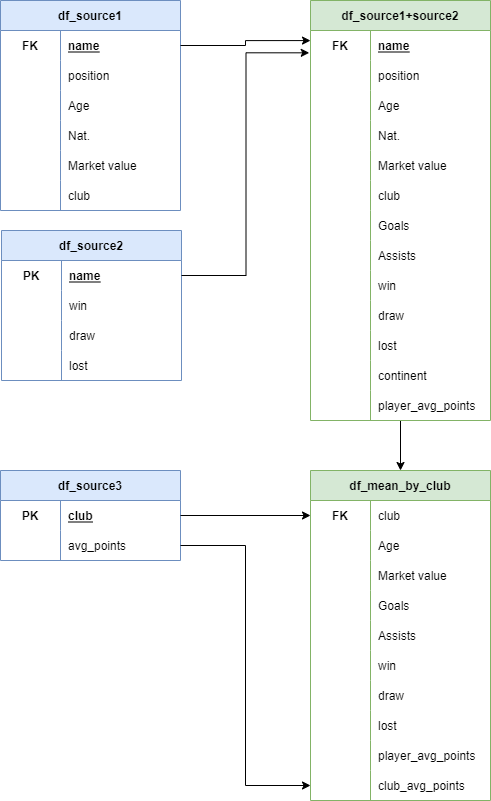 df_source1
FK name
position
Age
Nat.
Market value
club
df_source2
PK name
win
draw
lost
df_source1+source2
FK name
position
Age
Nat.
Market value
club
Goals
Assists
win
draw
lost
continent
player_avg_points
df_source3
PK club
avg_points
df_mean_by_club
FK club
Age
Market value
Goals
Assists
win
draw
lost
player_avg_points
club_avg_points